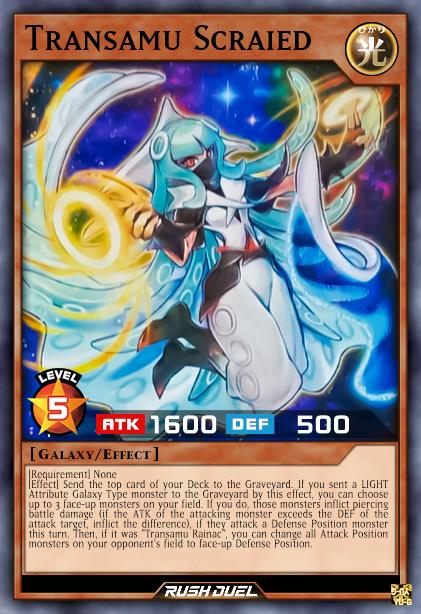 Transamu Scraied
ひかり
光
LEVEL
5
ATK 1600 DEF 500
[Galaxy/Effect]
[Requirement] None
[Effect] Send the top card of your Deck to the Graveyard. If you sent a LIGHT
Attribute Galaxy Type monster to the Graveyard by this effect, you can choose
up to 3 face-up monsters on your field. If you do, those monsters inflict piercing
battle damage (if the ATK of the attacking monster exceeds the DEF of the
attack target, inflict the difference), if they attack a Defense Position monster
this turn. Then, if it was "Transamu Rainac", you can change all Attack Position
monsters on your opponent's field to face-up Defense Position.
RUSH DUEL